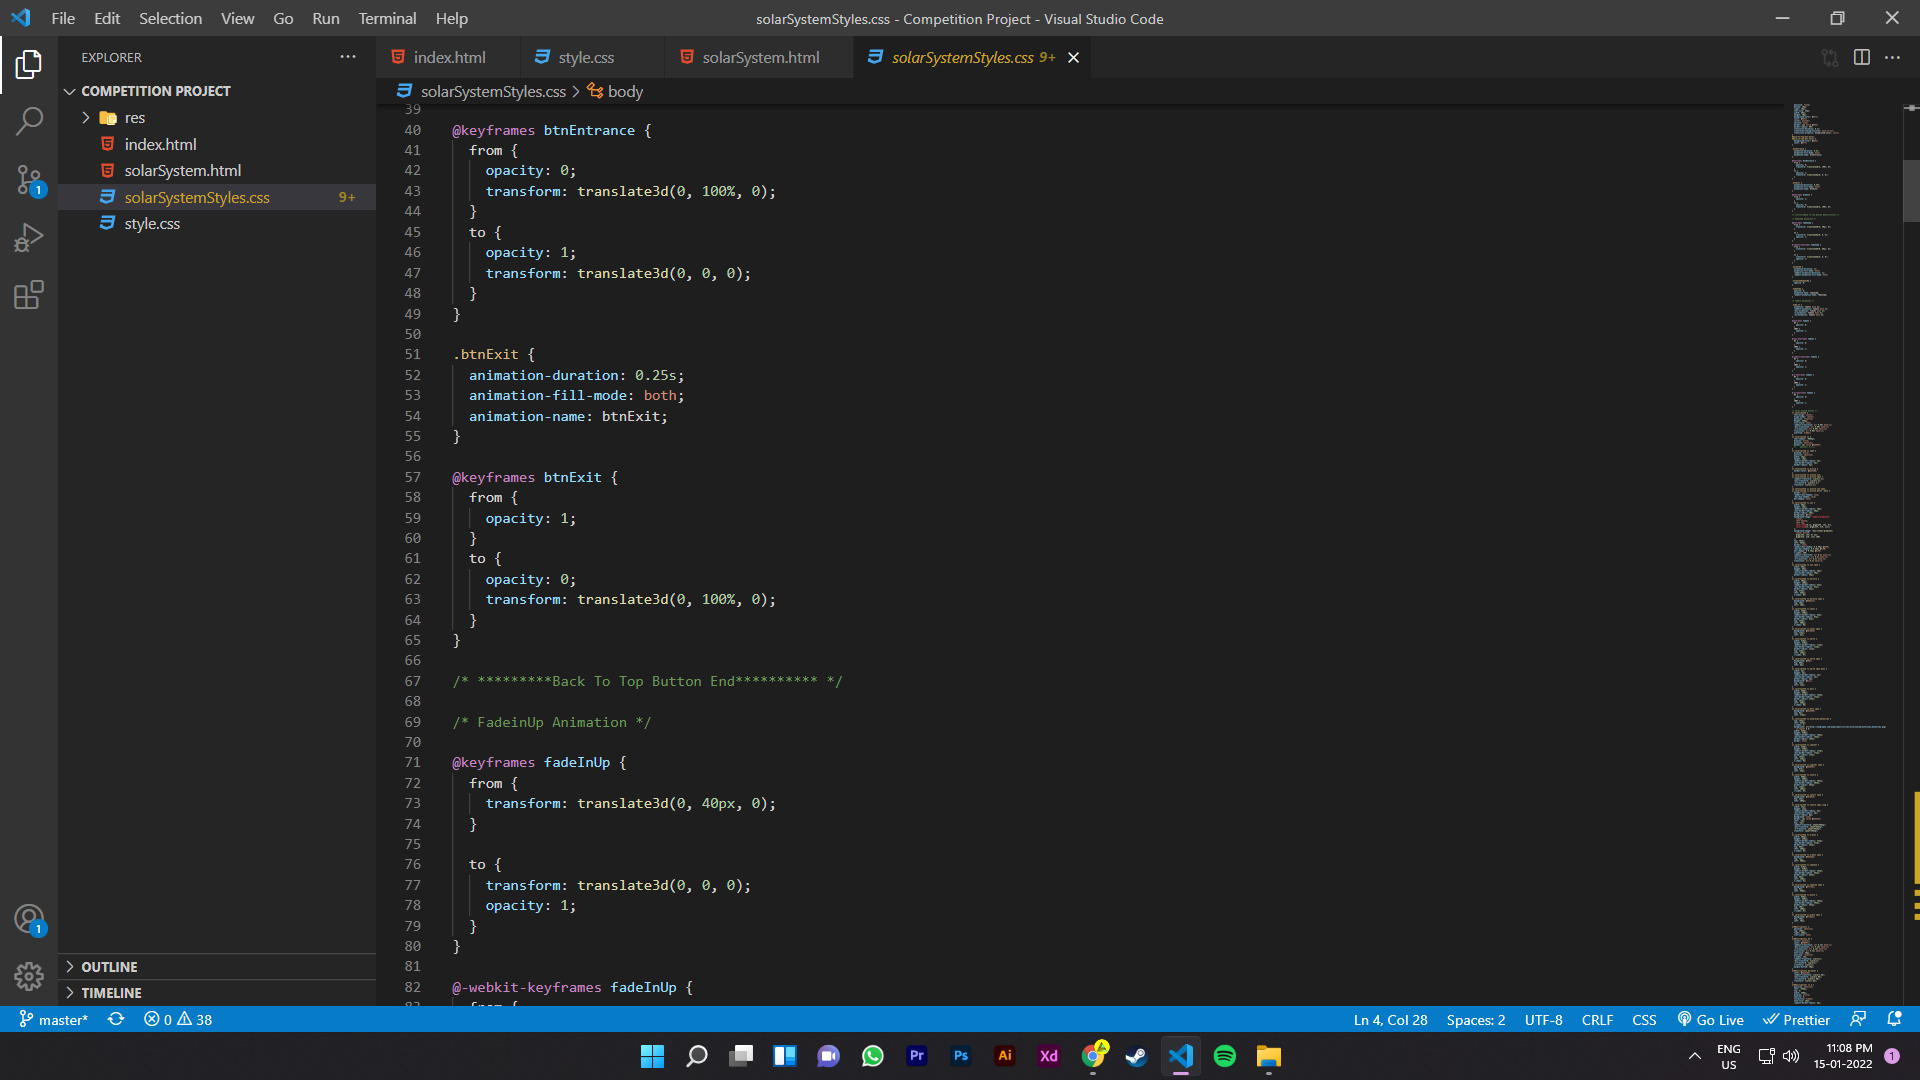 File Edit Selection View Go Run Terminal Help
solarSystemStyles.css - Competition Project - Visual Studio Code
EXPLORER
index.html
style.css
solarSystem.html
solarSystemStyles.css 9+
COMPETITION PROJECT
res
index.html
solarSystem.html
solarSystemStyles.css 9+
style.css
1
1
OUTLINE
TIMELINE
solarSystemStyles.css > body
39
40 @keyframes btnEntrance {
41 from {
42 opacity: 0;
43 transform: translate3d(0, 100%, 0);
44 }
45 to {
46 opacity: 1;
47 transform: translate3d(0, 0, 0);
48 }
49 }
50
51 .btnExit {
52 animation-duration: 0.25s;
53 animation-fill-mode: both;
54 animation-name: btnExit;
55 }
56
57 @keyframes btnExit {
58 from {
59 opacity: 1;
60 }
61 to {
62 opacity: 0;
63 transform: translate3d(0, 100%, 0);
64 }
65 }
66
67 /* *********Back To Top Button End********** */
68
69 /* FadeinUp Animation */
70
71 @keyframes fadeInUp {
72 from {
73 transform: translate3d(0, 40px, 0);
74 }
75
76 to {
77 transform: translate3d(0, 0, 0);
78 opacity: 1;
79 }
80 }
81
82 @-webkit-keyframes fadeInUp {
83 from {
master* 0 38
Ln 4, Col 28 Spaces: 2 UTF-8 CRLF CSS Go Live Prettier
Pr Ps Ai Xd
ENG
US
11:08 PM
15-01-2022
1